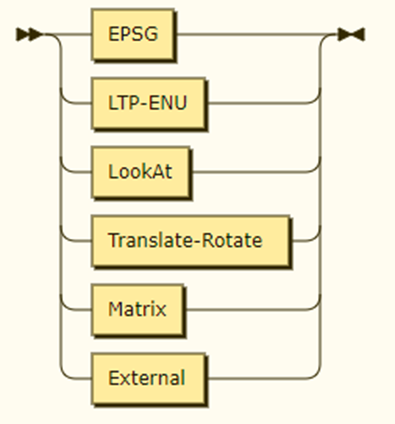 EPSG
LTP-ENU
LookAt
Translate-Rotate
Matrix
External